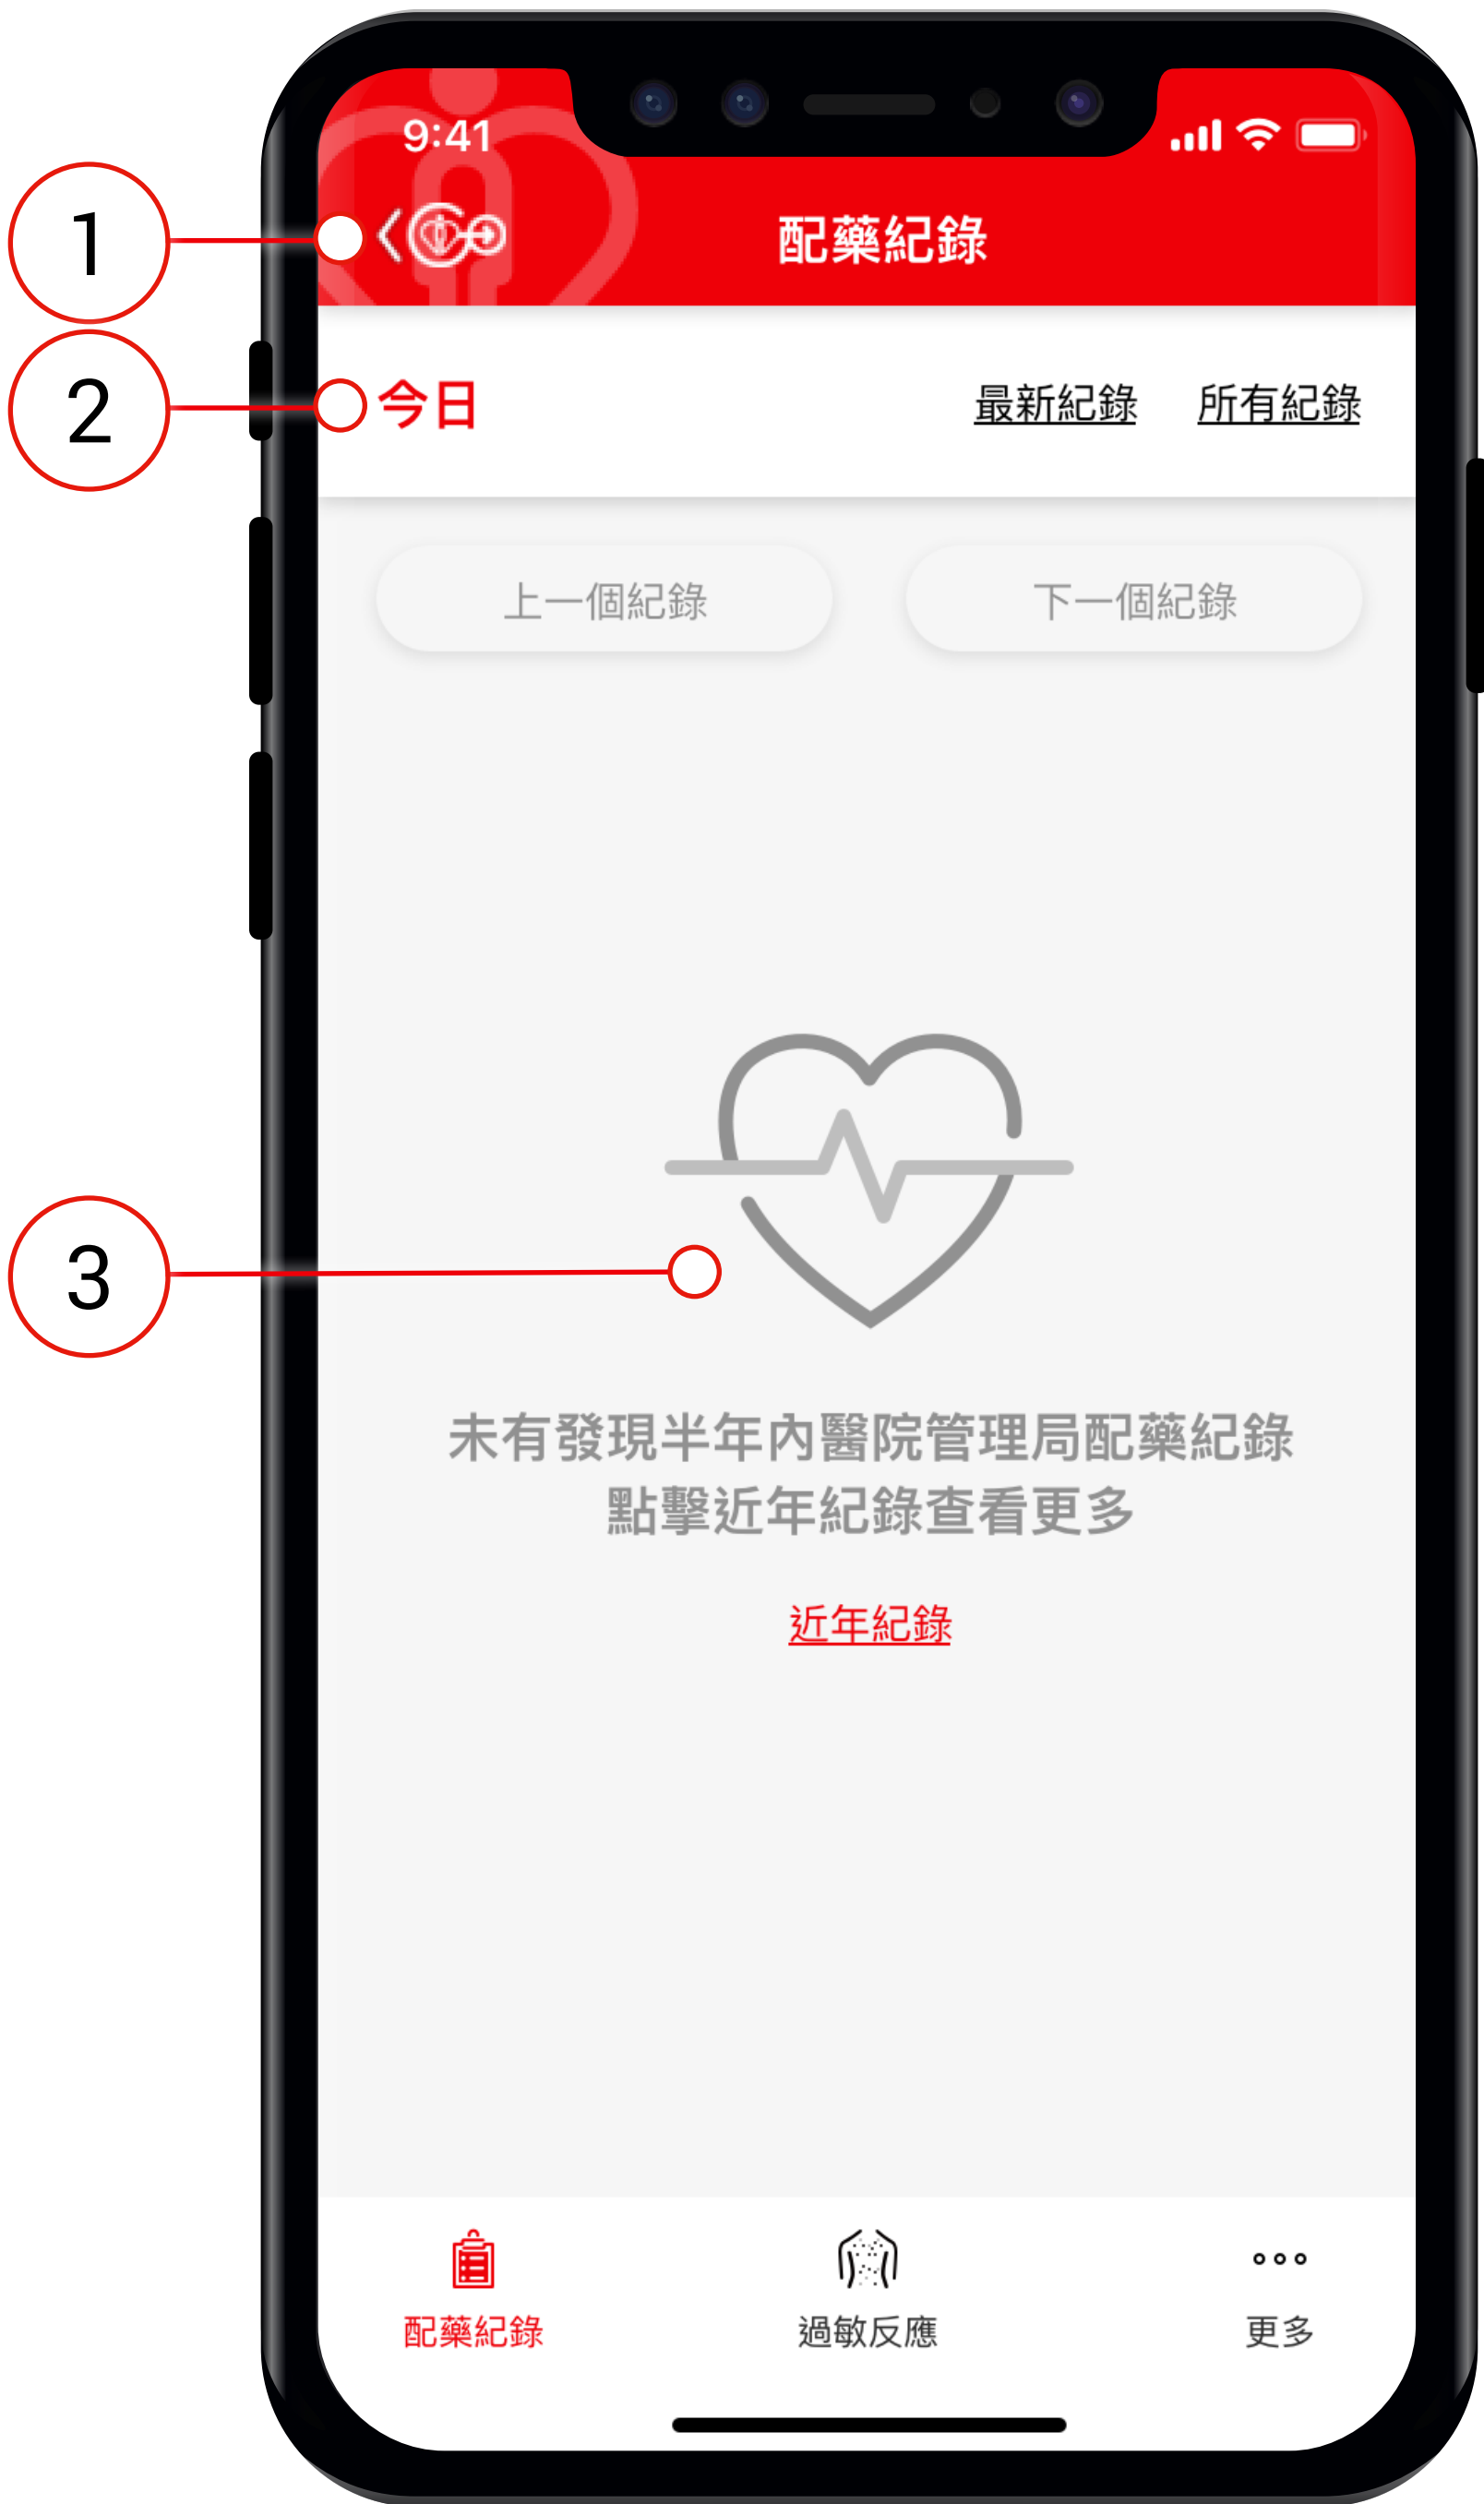 9:41
1
配藥紀錄
2
今日 最新紀錄 所有紀錄
上一個紀錄 下一個紀錄
3
未有發現半年內醫院管理局配藥紀錄
點擊近年紀錄查看更多
近年紀錄
配藥紀錄 過敏反應 更多